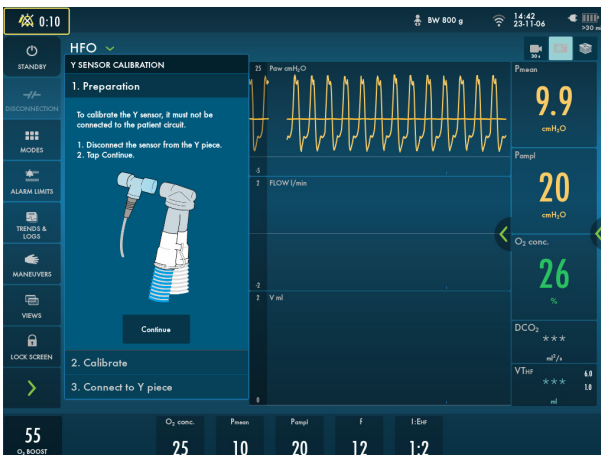 0:10
BW 800 g
14:42
23-11-06
>30 m
STANDBY
DISCONNECTION
MODES
ALARM LIMITS
TRENDS &
LOGS
MANEUVERS
VIEWS
LOCK SCREEN
HFO
Y SENSOR CALIBRATION
1. Preparation
To calibrate the Y sensor, it must not be
connected to the patient circuit.
1. Disconnect the sensor from the Y piece.
2. Tap Continue.
Continue
2. Calibrate
3. Connect to Y piece
25 Paw cmH₂O
-5
2 FLOW l/min
-2
2 V ml
0
30 s
Pmean
9.9
cmH₂O
Pampl
20
cmH₂O
O₂ conc.
26
%
DCO₂
***
ml²/s
VTHF
6.0
***
1.0
ml
55
O₂ BOOST
O₂ conc.
25
Pmean
10
Pampl
20
f
12
I:EHF
1:2